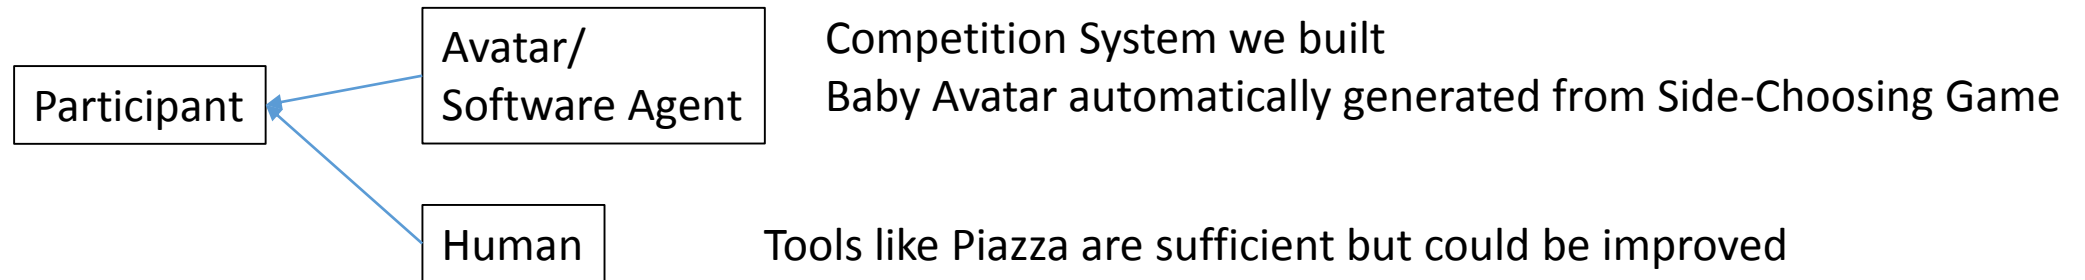 Participant
Avatar/
Software Agent
Competition System we built
Baby Avatar automatically generated from Side-Choosing Game
Human
Tools like Piazza are sufficient but could be improved